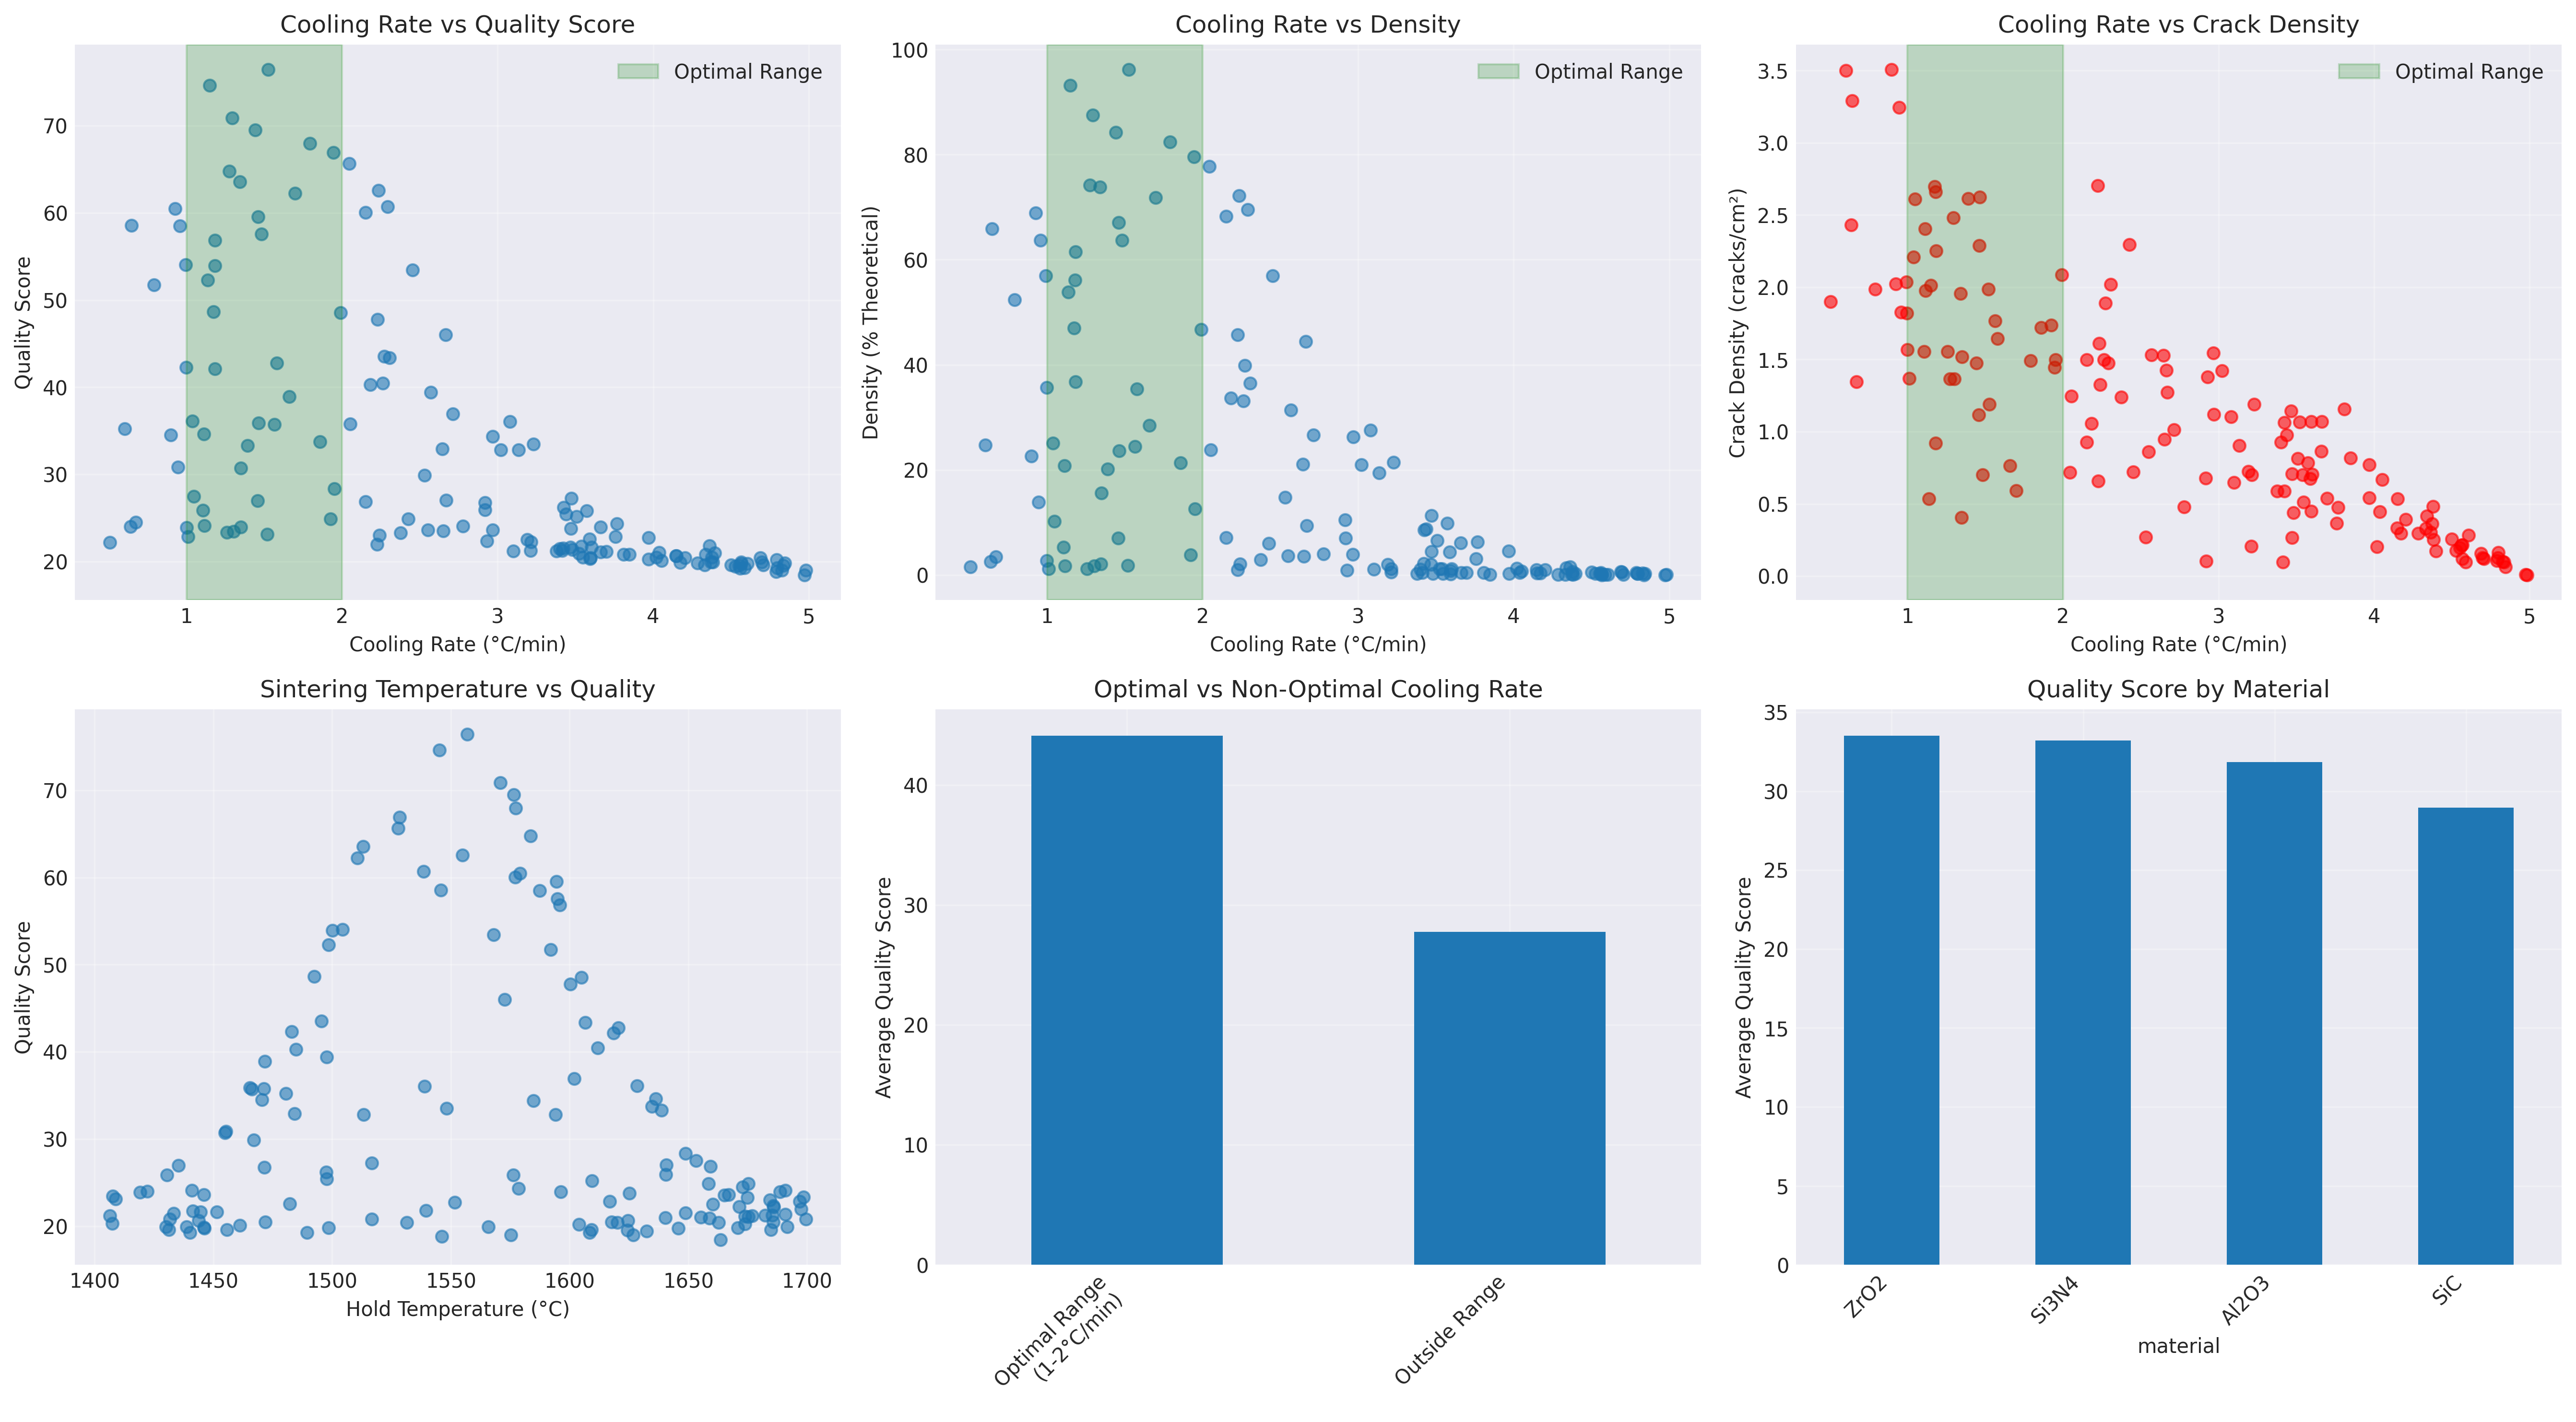 Cooling Rate vs Quality Score
Quality Score
70
60
50
40
30
20
1
2
3
4
5
Cooling Rate (°C/min)
Optimal Range
Cooling Rate vs Density
Density (% Theoretical)
100
80
60
40
20
0
1
2
3
4
5
Cooling Rate (°C/min)
Optimal Range
Cooling Rate vs Crack Density
Crack Density (cracks/cm²)
3.5
3.0
2.5
2.0
1.5
1.0
0.5
0.0
1
2
3
4
5
Cooling Rate (°C/min)
Optimal Range
Sintering Temperature vs Quality
Quality Score
70
60
50
40
30
20
1400
1450
1500
1550
1600
1650
1700
Hold Temperature (°C)
Optimal vs Non-Optimal Cooling Rate
Average Quality Score
40
30
20
10
0
Optimal Range
(1-2°C/min)
Outside Range
Quality Score by Material
Average Quality Score
35
30
25
20
15
10
5
0
ZrO2
Si3N4
Al2O3
SiC
material